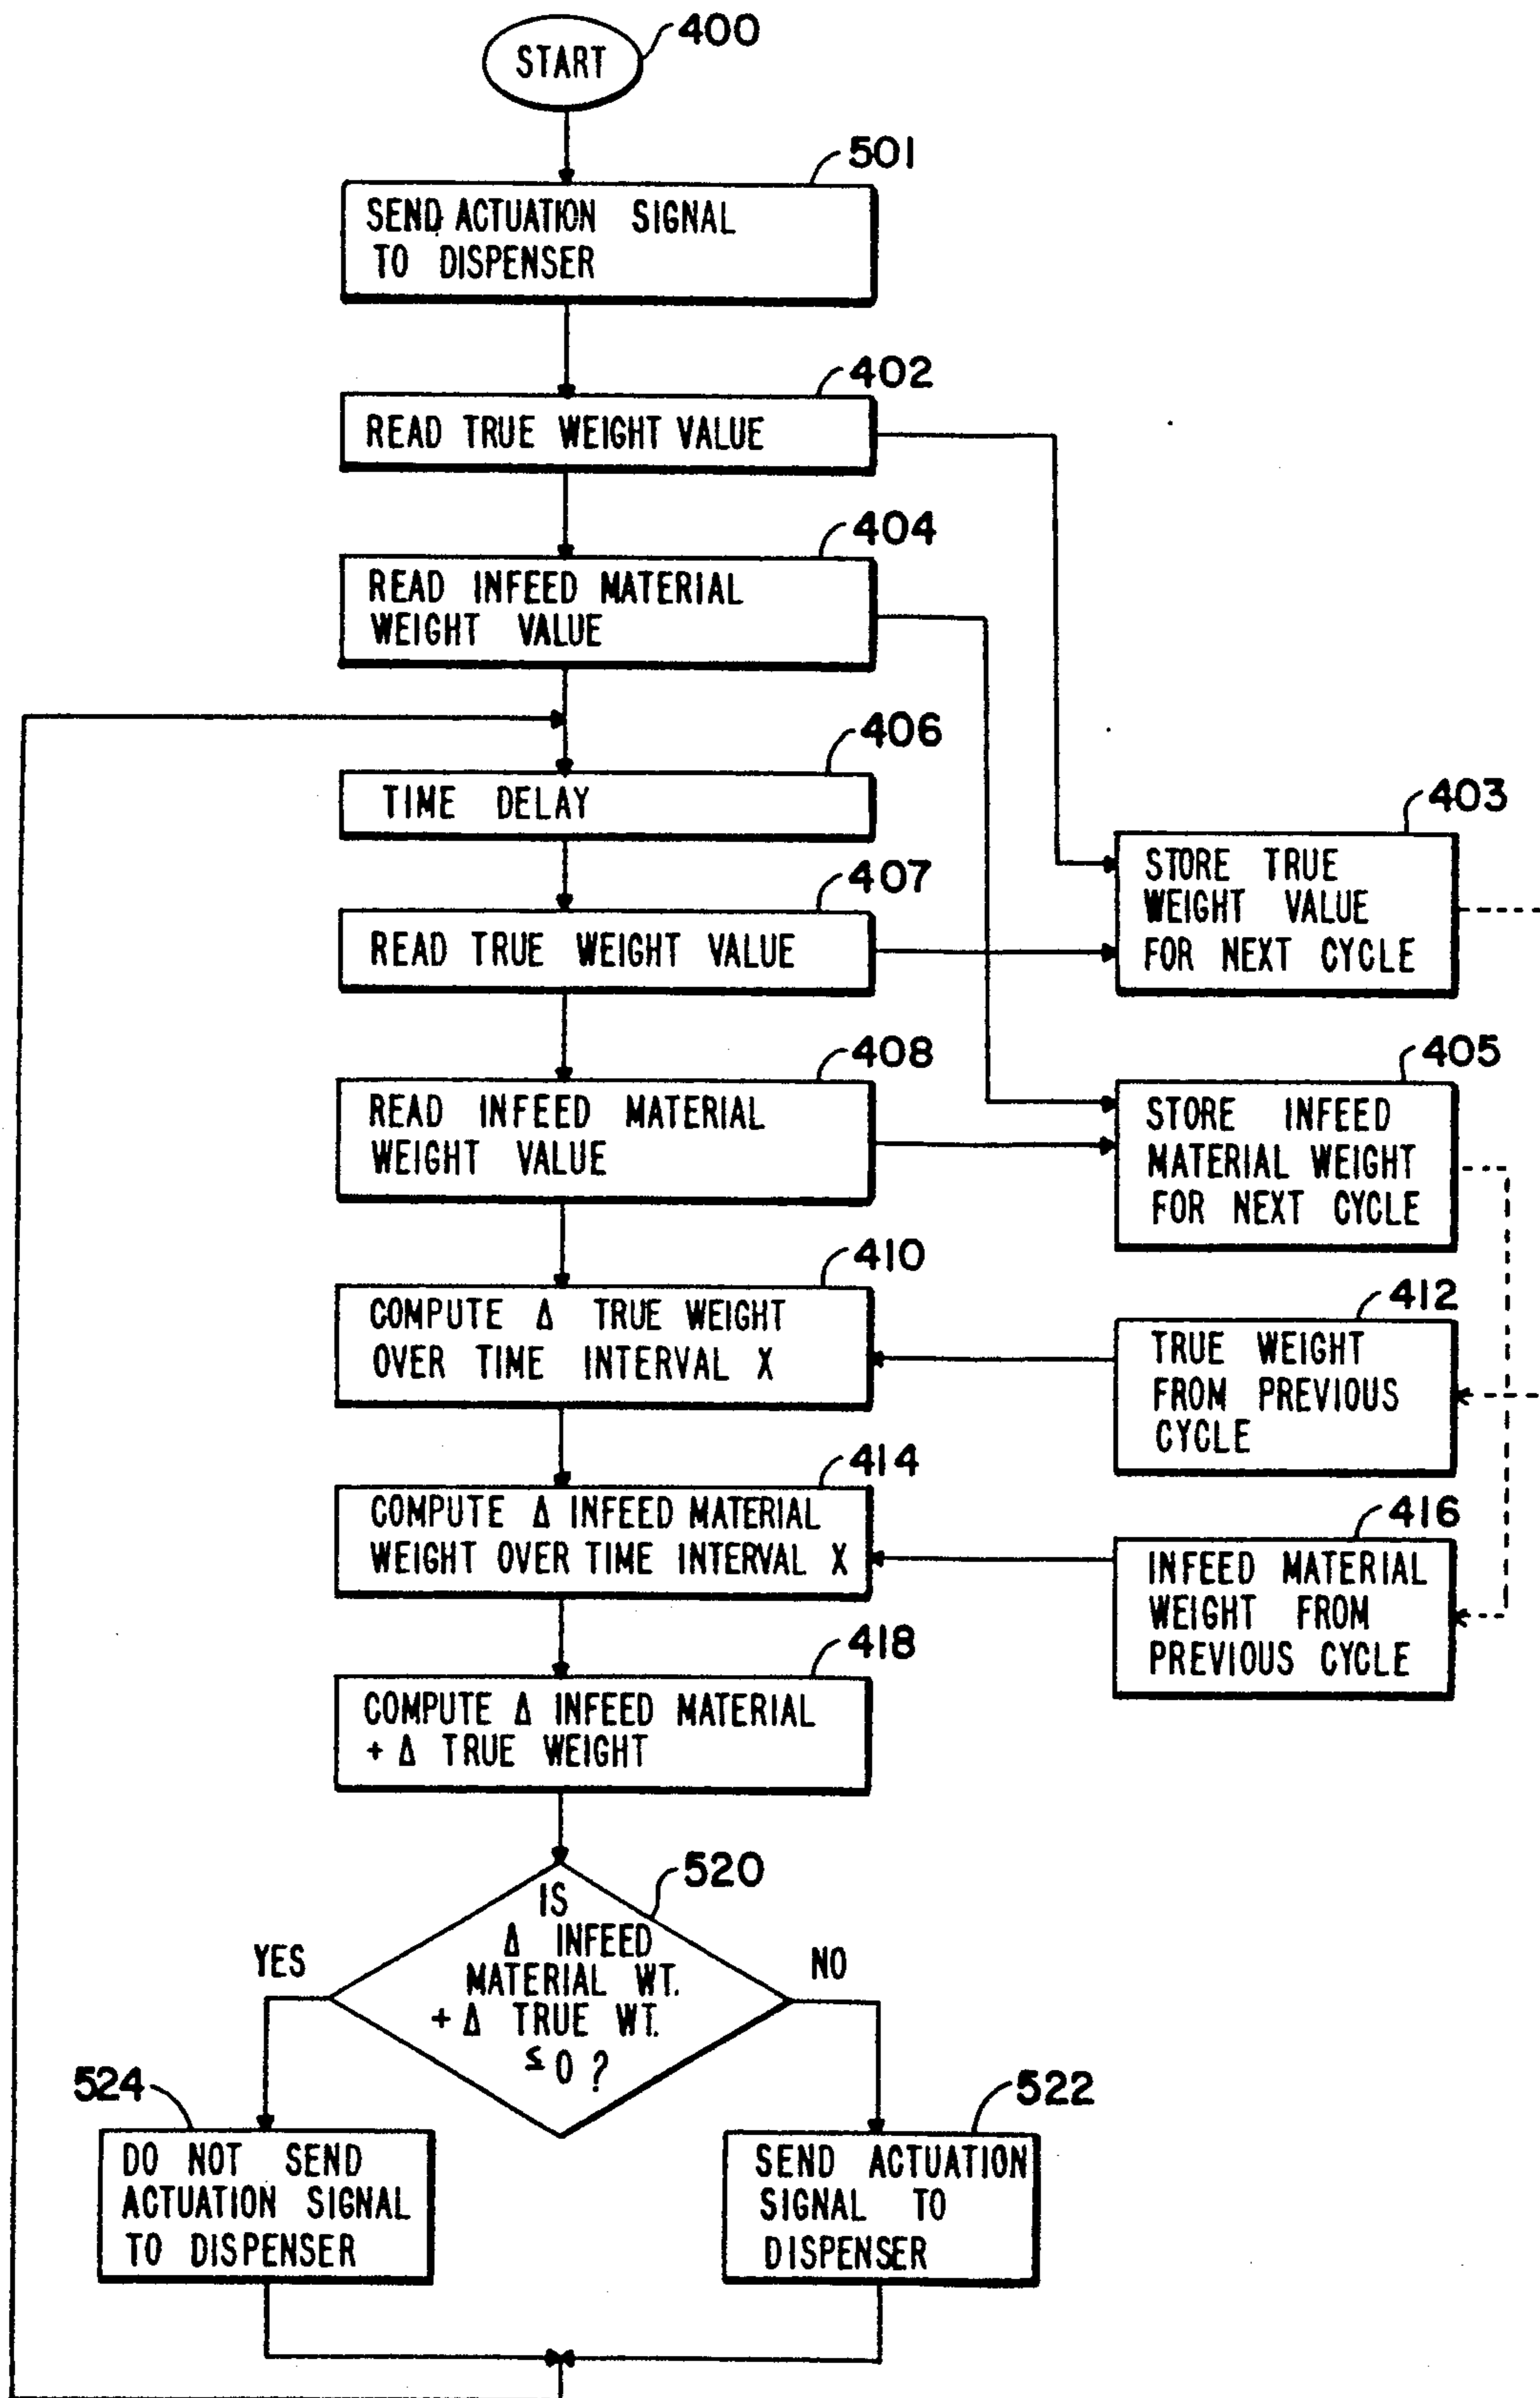 START
400
501
SEND ACTUATION SIGNAL
TO DISPENSER
402
READ TRUE WEIGHT VALUE
404
READ INFEED MATERIAL
WEIGHT VALUE
406
TIME DELAY
403
STORE TRUE
WEIGHT VALUE
FOR NEXT CYCLE
407
READ TRUE WEIGHT VALUE
408
READ INFEED MATERIAL
WEIGHT VALUE
405
STORE INFEED
MATERIAL WEIGHT
FOR NEXT CYCLE
410
COMPUTE Δ TRUE WEIGHT
OVER TIME INTERVAL X
412
TRUE WEIGHT
FROM PREVIOUS
CYCLE
414
COMPUTE Δ INFEED MATERIAL
WEIGHT OVER TIME INTERVAL X
416
INFEED MATERIAL
WEIGHT FROM
PREVIOUS CYCLE
418
COMPUTE Δ INFEED MATERIAL
+ Δ TRUE WEIGHT
520
IS
Δ INFEED
MATERIAL WT.
+ Δ TRUE WT.
≤ 0 ?
YES
NO
524
DO NOT SEND
ACTUATION SIGNAL
TO DISPENSER
522
SEND ACTUATION
SIGNAL TO
DISPENSER